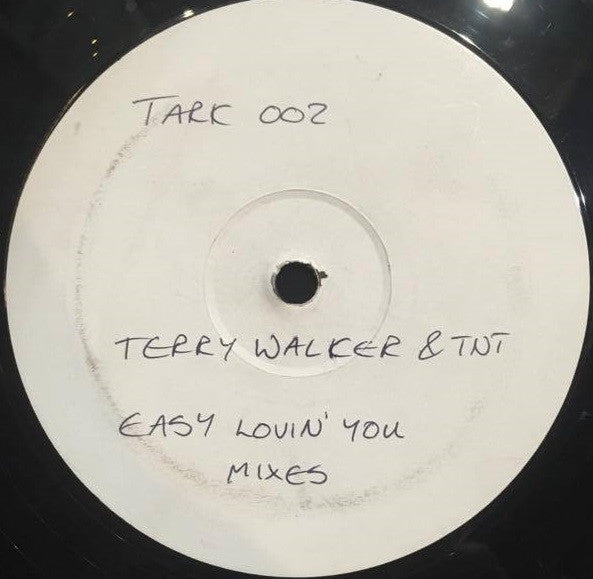 TARK 002
TERRY WALKER & TNT
EASY LOVIN' YOU
MIXES